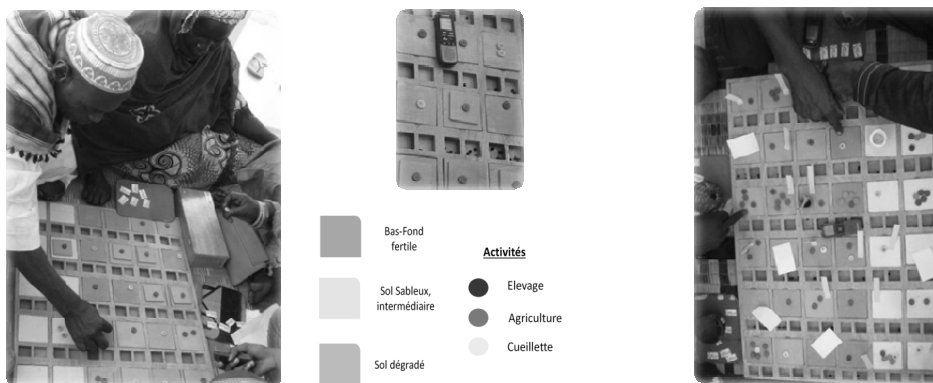 Bas-Fond
fertile
Sol Sableux,
intermédiaire
Sol dégradé
Activités
Elevage
Agriculture
Cueillette